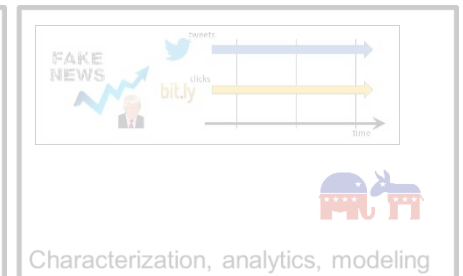 tweets
FAKE
NEWS
clicks
bit.ly
time
Characterization, analytics, modeling